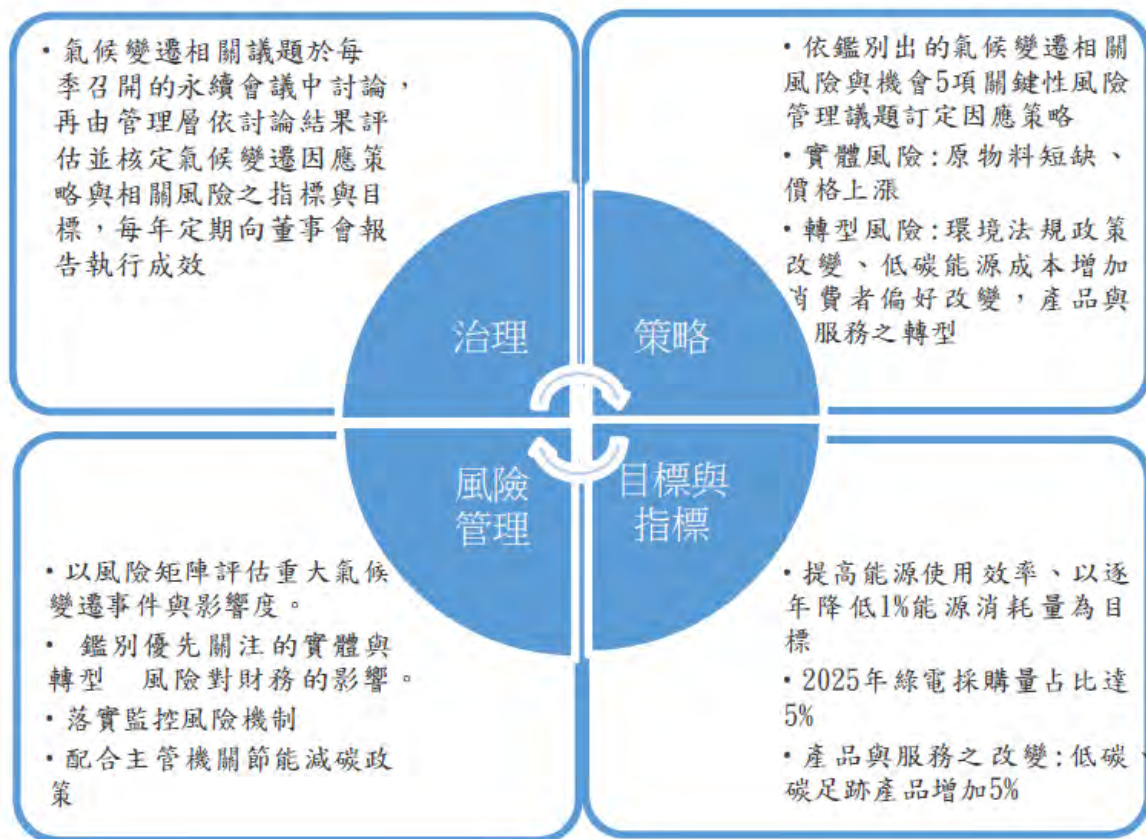 ・氣候變遷相關議題於每
季召開的永續會議中討論，
再由管理層依討論結果評
估並核定氣候變遷因應策
略與相關風險之指標與目
標，每年定期向董事會報
告執行成效
・依鑑別出的氣候變遷相關
風險與機會5項關鍵性風險
管理議題訂定因應策略
・實體風險:原物料短缺、
價格上漲
・轉型風險:環境法規政策
改變、低碳能源成本增加
消費者偏好改變，產品與
服務之轉型
治理
策略
風險
管理
目標與
指標
・以風險矩陣評估重大氣候
變遷事件與影響度。
・ 鑑別優先關注的實體與
轉型 風險對財務的影響。
・落實監控風險機制
・配合主管機關節能減碳政
策
・提高能源使用效率、以逐
年降低1%能源消耗量為目
標
・2025年綠電採購量占比達
5%
・產品與服務之改變:低碳、
碳足跡產品增加5%